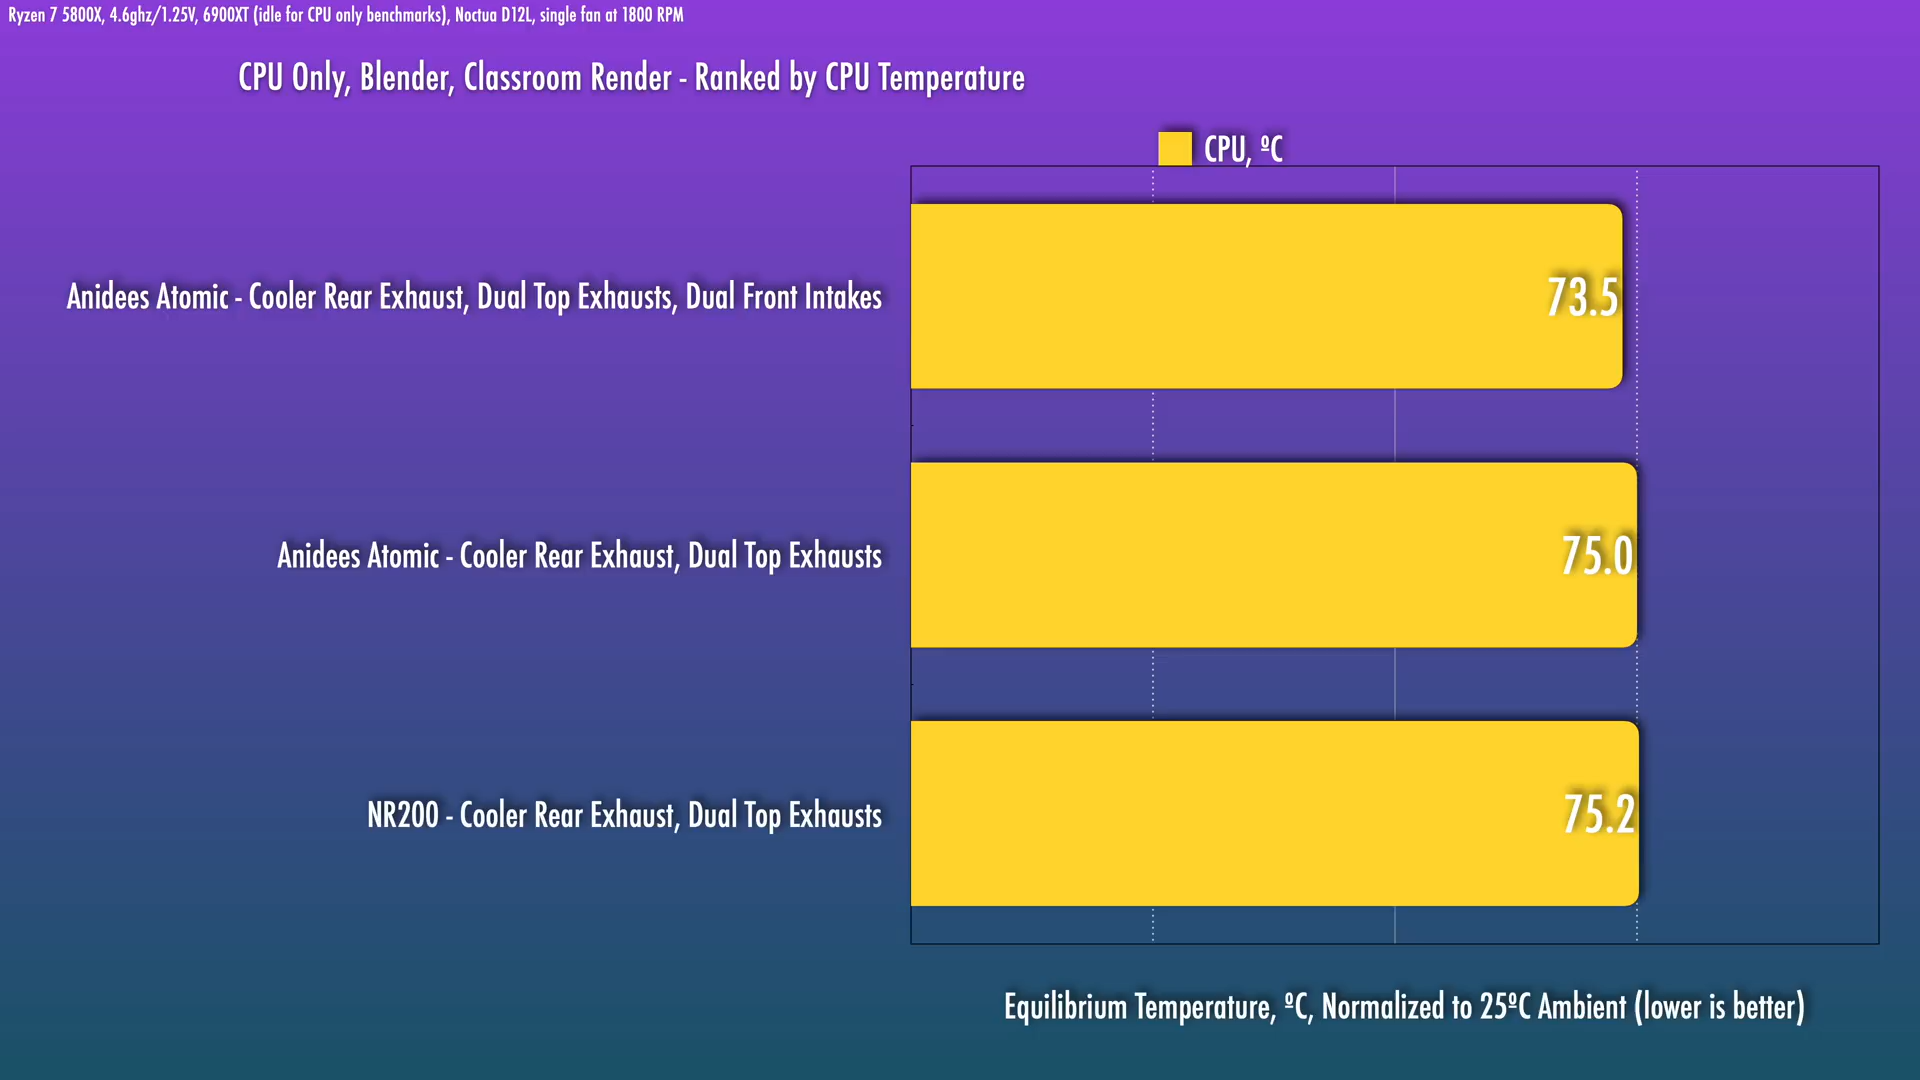 Ryzen 7 5800X, 4.6ghz/1.25V, 6900XT (idle for CPU only benchmarks), Noctua D12L, single fan at 1800 RPM
CPU Only, Blender, Classroom Render - Ranked by CPU Temperature
CPU, ºC
Anidees Atomic - Cooler Rear Exhaust, Dual Top Exhausts, Dual Front Intakes
73.5
Anidees Atomic - Cooler Rear Exhaust, Dual Top Exhausts
75.0
NR200 - Cooler Rear Exhaust, Dual Top Exhausts
75.2
Equilibrium Temperature, ºC, Normalized to 25ºC Ambient (lower is better)